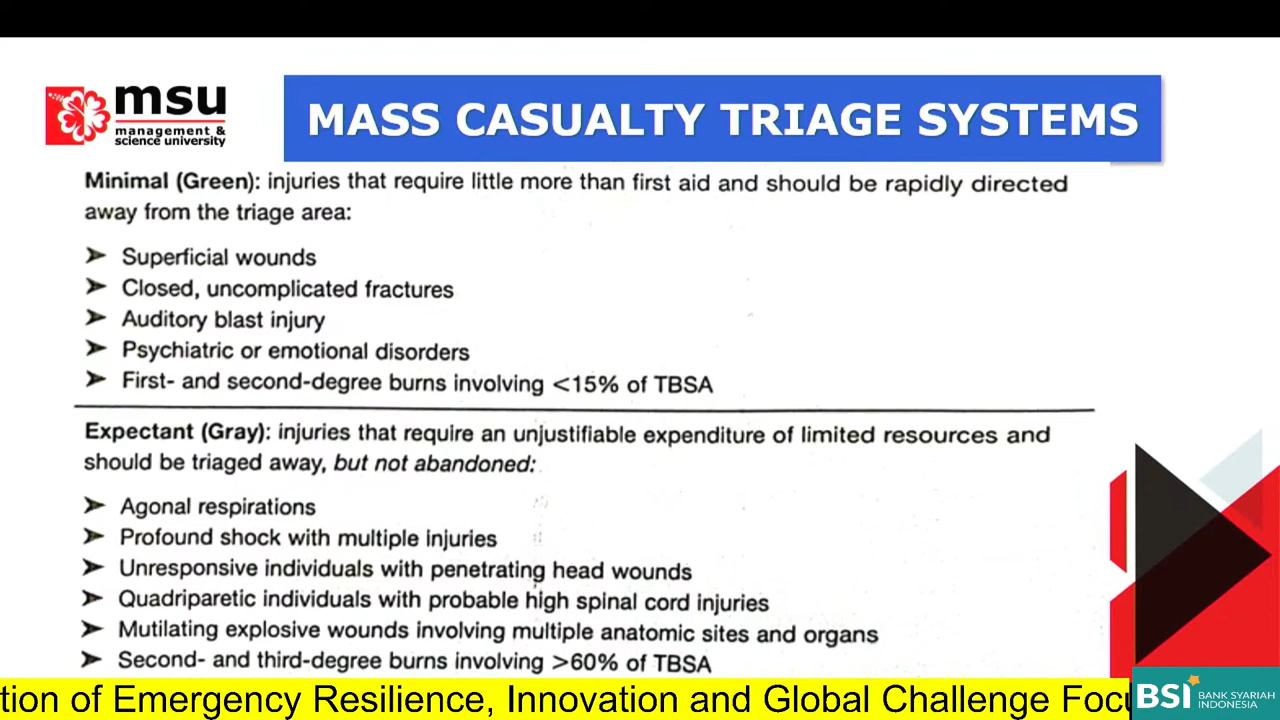 msu
management &
science university
MASS CASUALTY TRIAGE SYSTEMS
Minimal (Green): injuries that require little more than first aid and should be rapidly directed
away from the triage area:
➤ Superficial wounds
➤ Closed, uncomplicated fractures
➤ Auditory blast injury
➤ Psychiatric or emotional disorders
➤ First- and second-degree burns involving <15% of TBSA
Expectant (Gray): injuries that require an unjustifiable expenditure of limited resources and
should be triaged away, but not abandoned:
➤ Agonal respirations
➤ Profound shock with multiple injuries
➤ Unresponsive individuals with penetrating head wounds
➤ Quadriparetic individuals with probable high spinal cord injuries
➤ Mutilating explosive wounds involving multiple anatomic sites and organs
➤ Second- and third-degree burns involving >60% of TBSA
tion of Emergency Resilience, Innovation and Global Challenge Focu
BSI BANK SYARIAH
INDONESIA